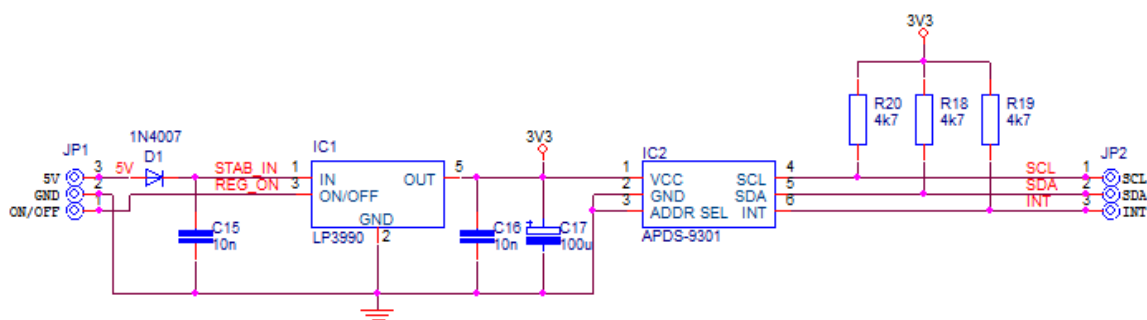 3V3
R20
4k7
R18
4k7
R19
4k7
1N4007
D1
JP1
3
5V
5V
2
GND
1
ON/OFF
STAB_IN
REG_ON
IC1
1
IN
3
ON/OFF
OUT
5
GND
2
LP3990
C15
10n
3V3
C16
10n
C17
100u
IC2
1
VCC
2
GND
3
ADDR SEL
SCL
4
SDA
5
INT
6
APDS-9301
SCL
SDA
INT
JP2
1
SCL
2
SDA
3
INT